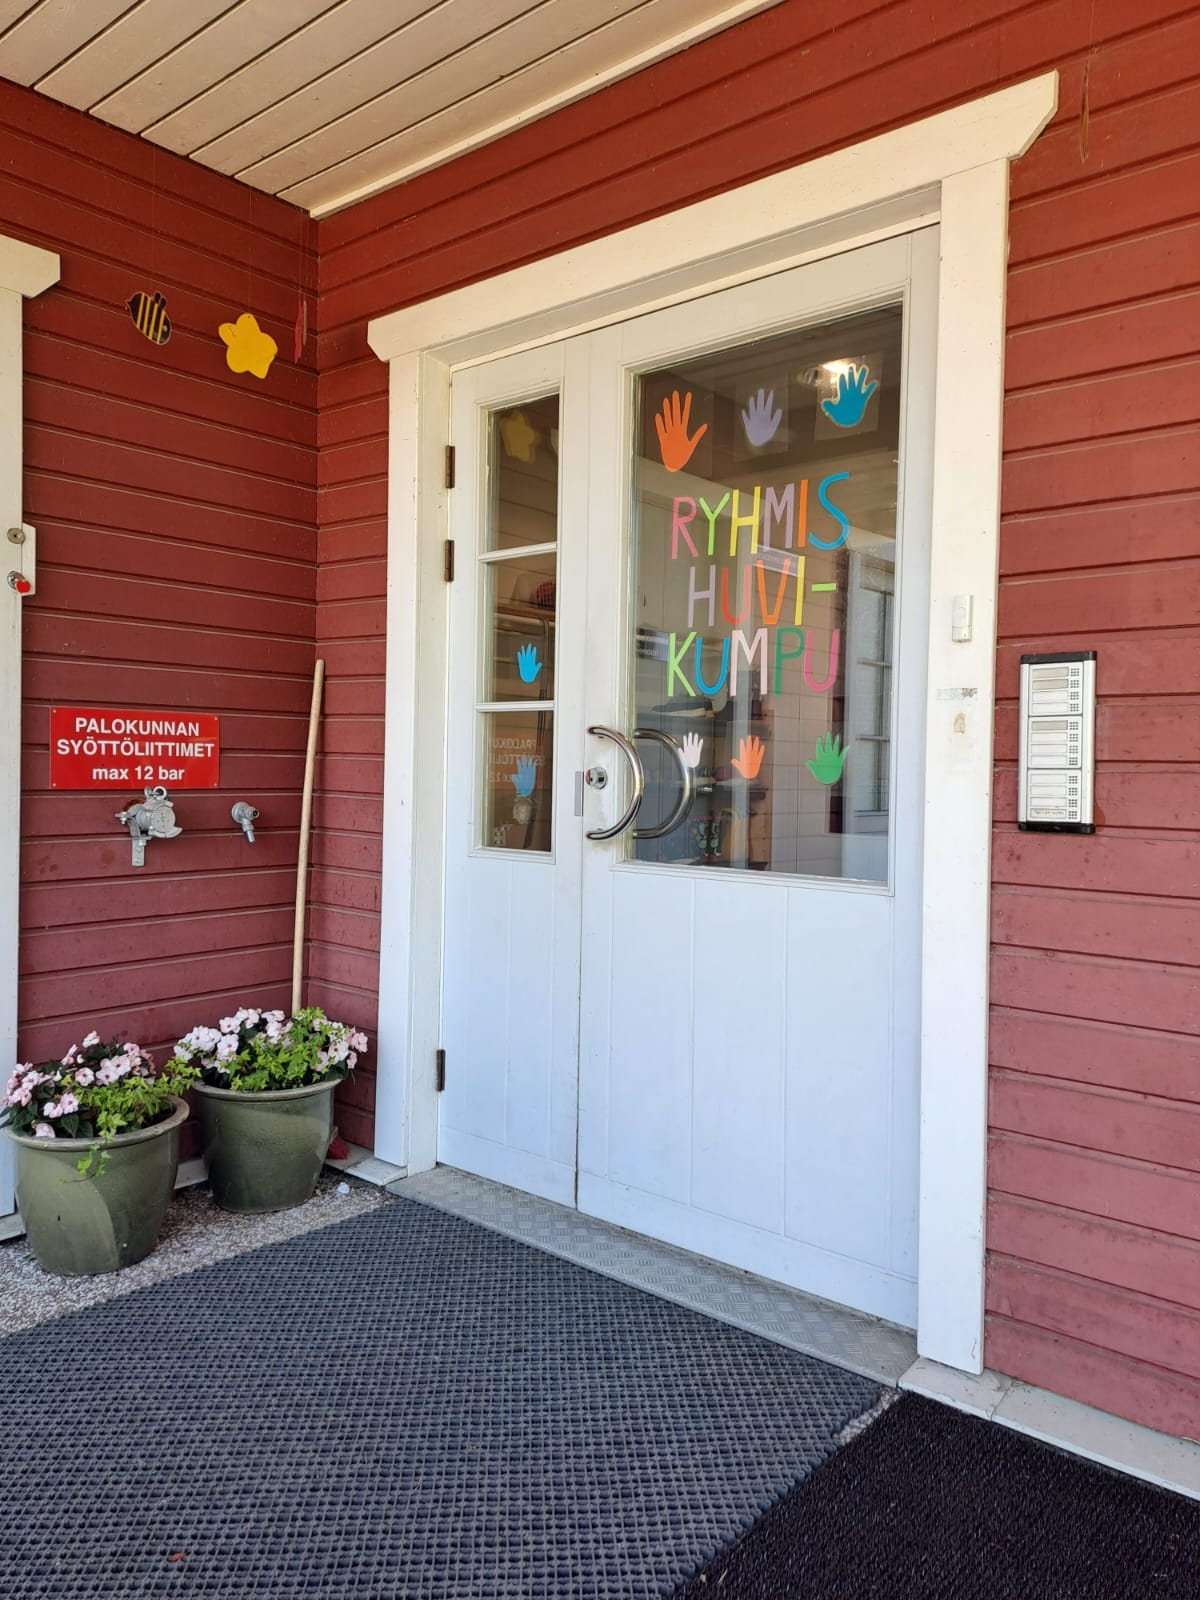 PALOKUNNAN
SYÖTTÖLIITTIMET
max 12 bar
RYHMIS
HUVI-
KUMPU